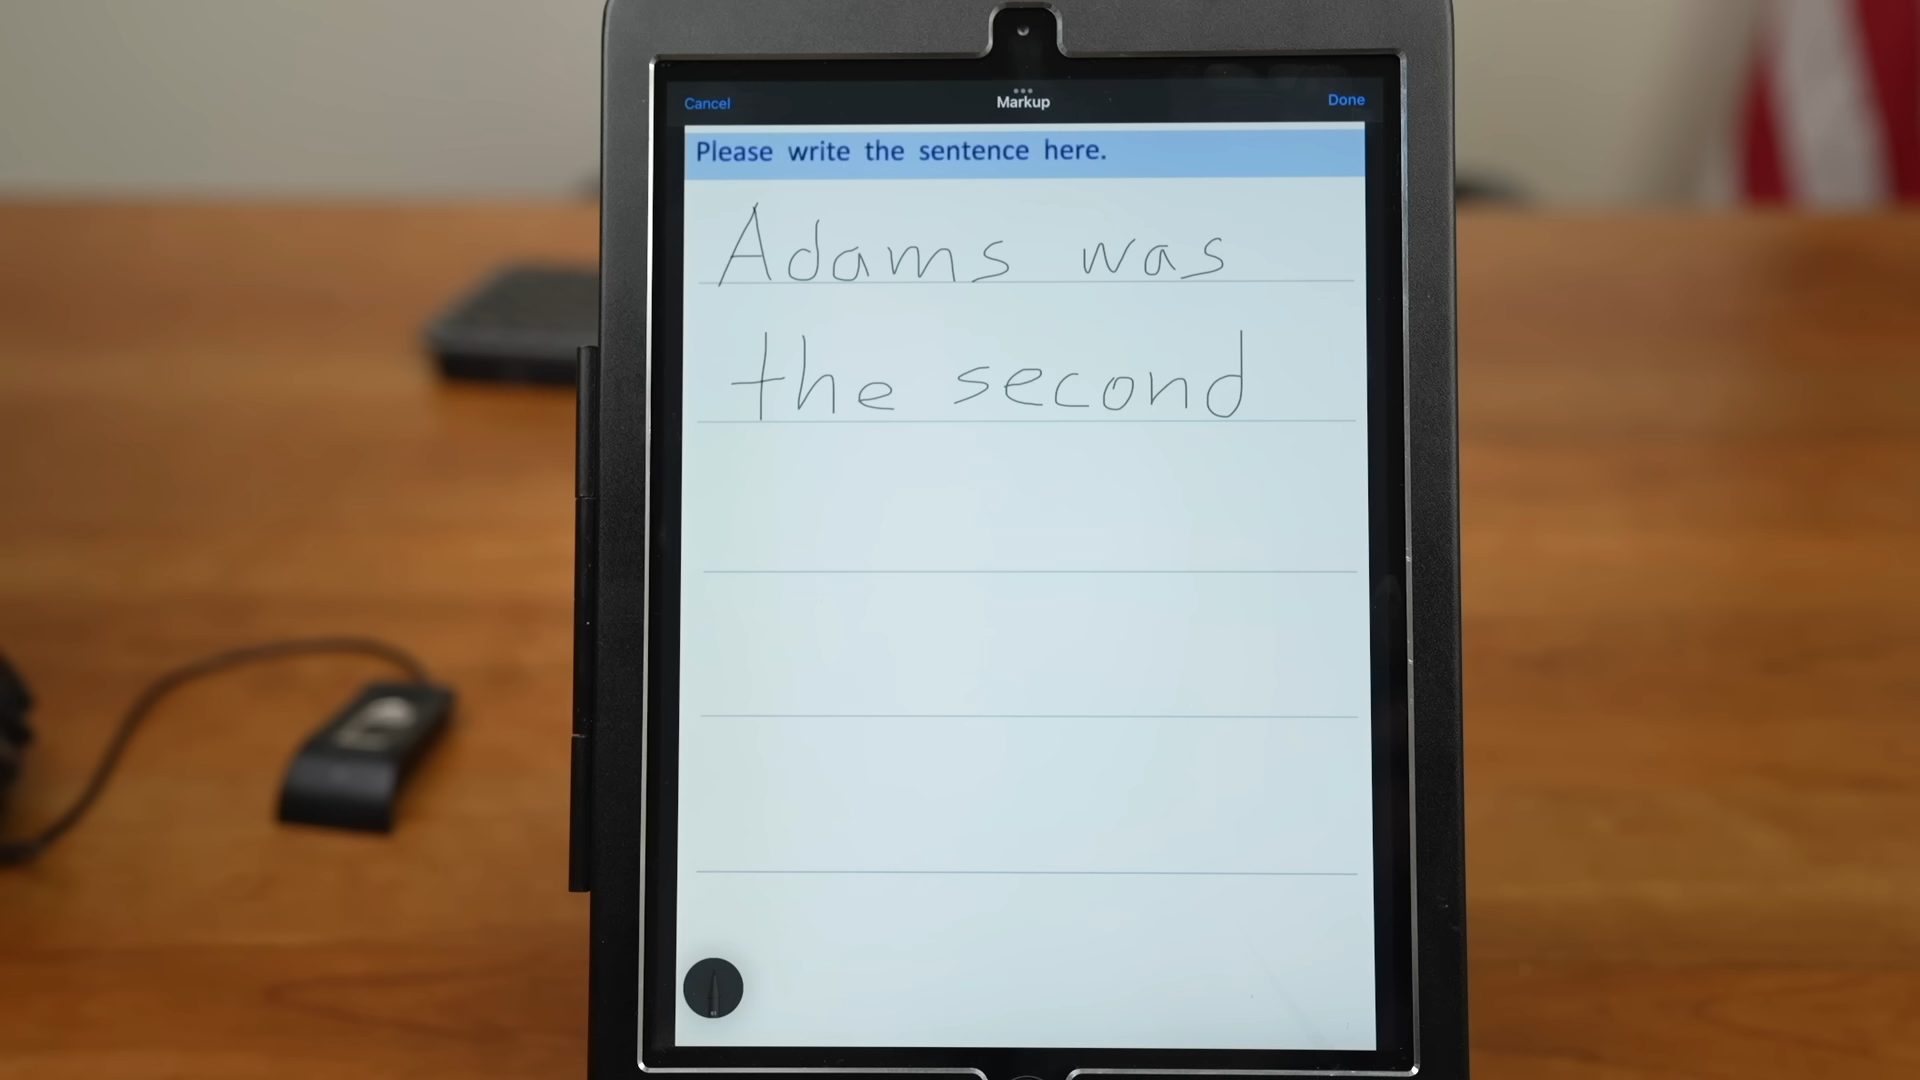 Cancel Markup Done
Please write the sentence here.
Adams was
the second